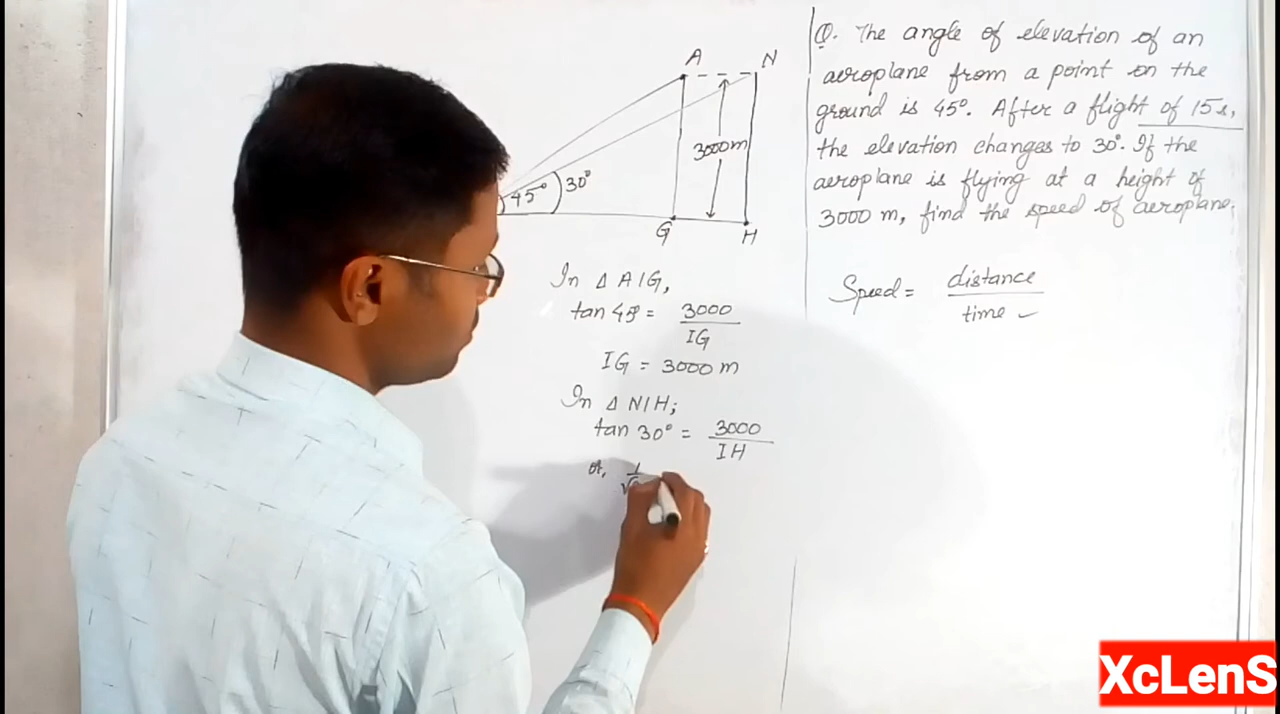 A N
3000m
45° 30°
G H
In Δ AIG,
tan 45° = 3000
IG
IG = 3000 m
In Δ NIH;
tan 30° = 3000
IH
or, 1
√
Q. The angle of elevation of an
aeroplane from a point on the
ground is 45°. After a flight of 15s,
the elevation changes to 30°. If the
aeroplane is flying at a height of
3000 m, find the speed of aeroplane.
Speed = distance
time
XcLenS